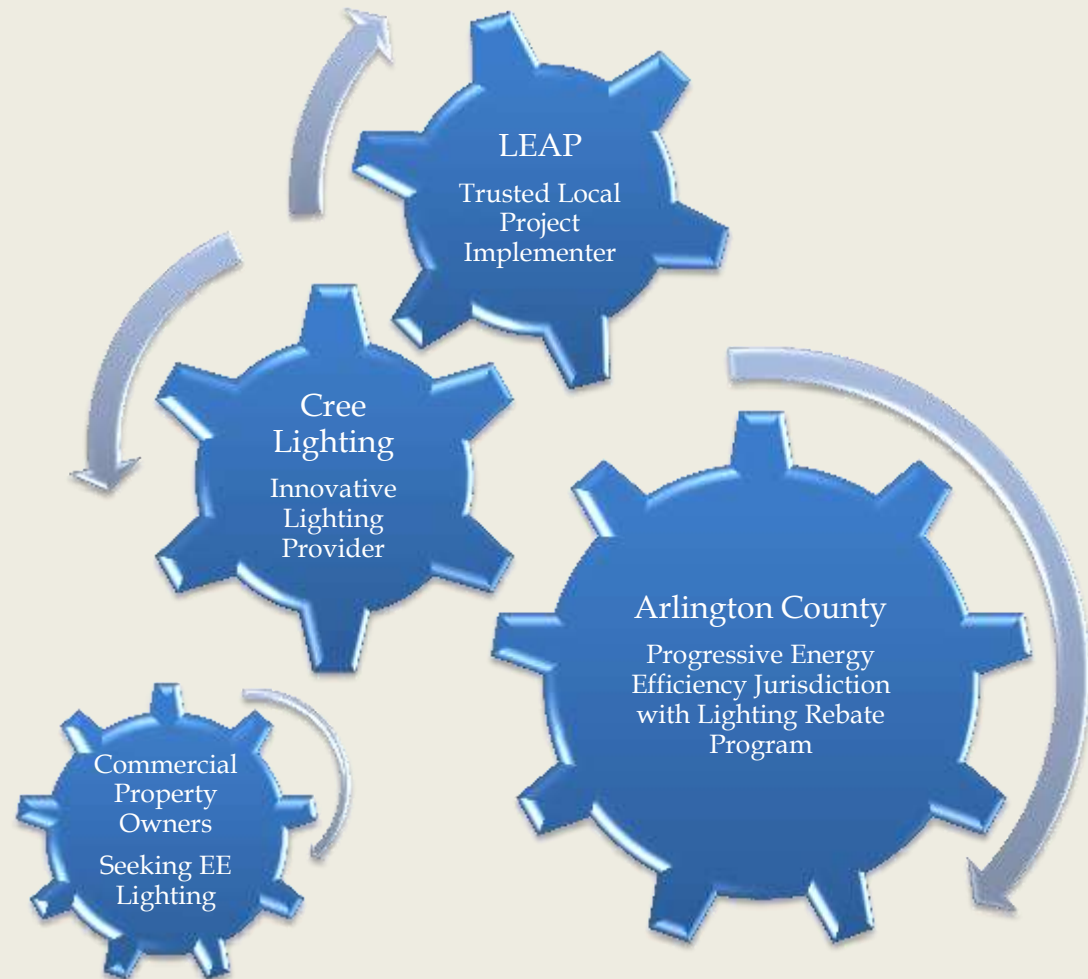 LEAP
Trusted Local
Project
Implementer
Cree
Lighting
Innovative
Lighting
Provider
Arlington County
Progressive Energy
Efficiency Jurisdiction
with Lighting Rebate
Program
Commercial
Property
Owners
Seeking EE
Lighting